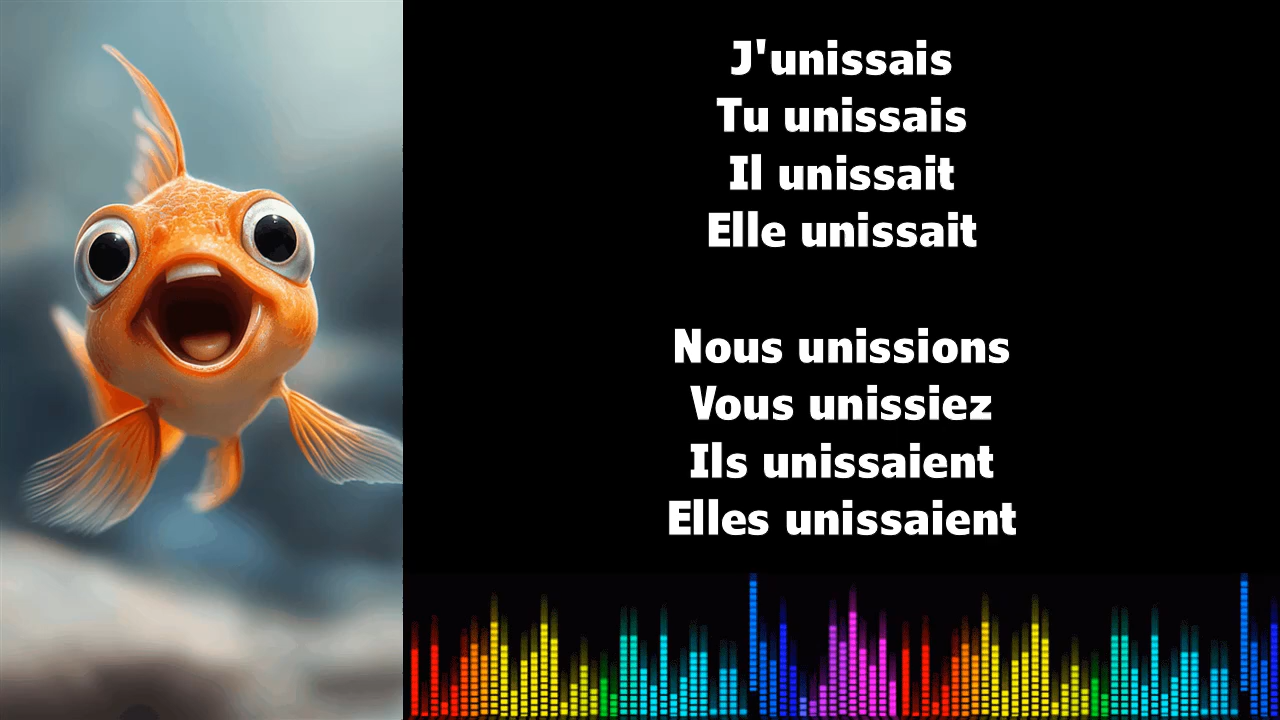 J'unissais
Tu unissais
Il unissait
Elle unissait
Nous unissions
Vous unissiez
Ils unissaient
Elles unissaient